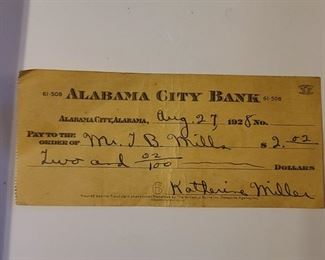 61-508 ALABAMA CITY BANK 61-508
ALABAMA CITY, ALABAMA, Aug. 27, 1928 No.
PAY TO THE
ORDER OF Mr. T. B. Mills $ 2.02
Two and 02/100 DOLLARS
Katherine Miller